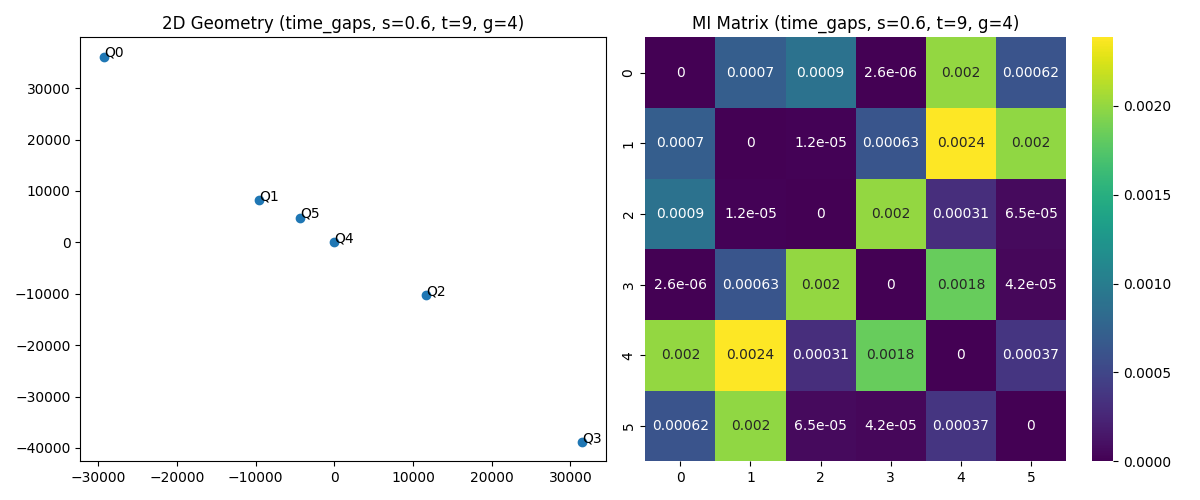 2D Geometry (time_gaps, s=0.6, t=9, g=4)
Q0
Q1
Q5
Q4
Q2
Q3
30000
20000
10000
0
−10000
−20000
−30000
−40000
−30000 −20000 −10000 0 10000 20000 30000
MI Matrix (time_gaps, s=0.6, t=9, g=4)
0 0 0.0007 0.0009 2.6e-06 0.002 0.00062
1 0.0007 0 1.2e-05 0.00063 0.0024 0.002
2 0.0009 1.2e-05 0 0.002 0.00031 6.5e-05
3 2.6e-06 0.00063 0.002 0 0.0018 4.2e-05
4 0.002 0.0024 0.00031 0.0018 0 0.00037
5 0.00062 0.002 6.5e-05 4.2e-05 0.00037 0
0 1 2 3 4 5
0.0020
0.0015
0.0010
0.0005
0.0000